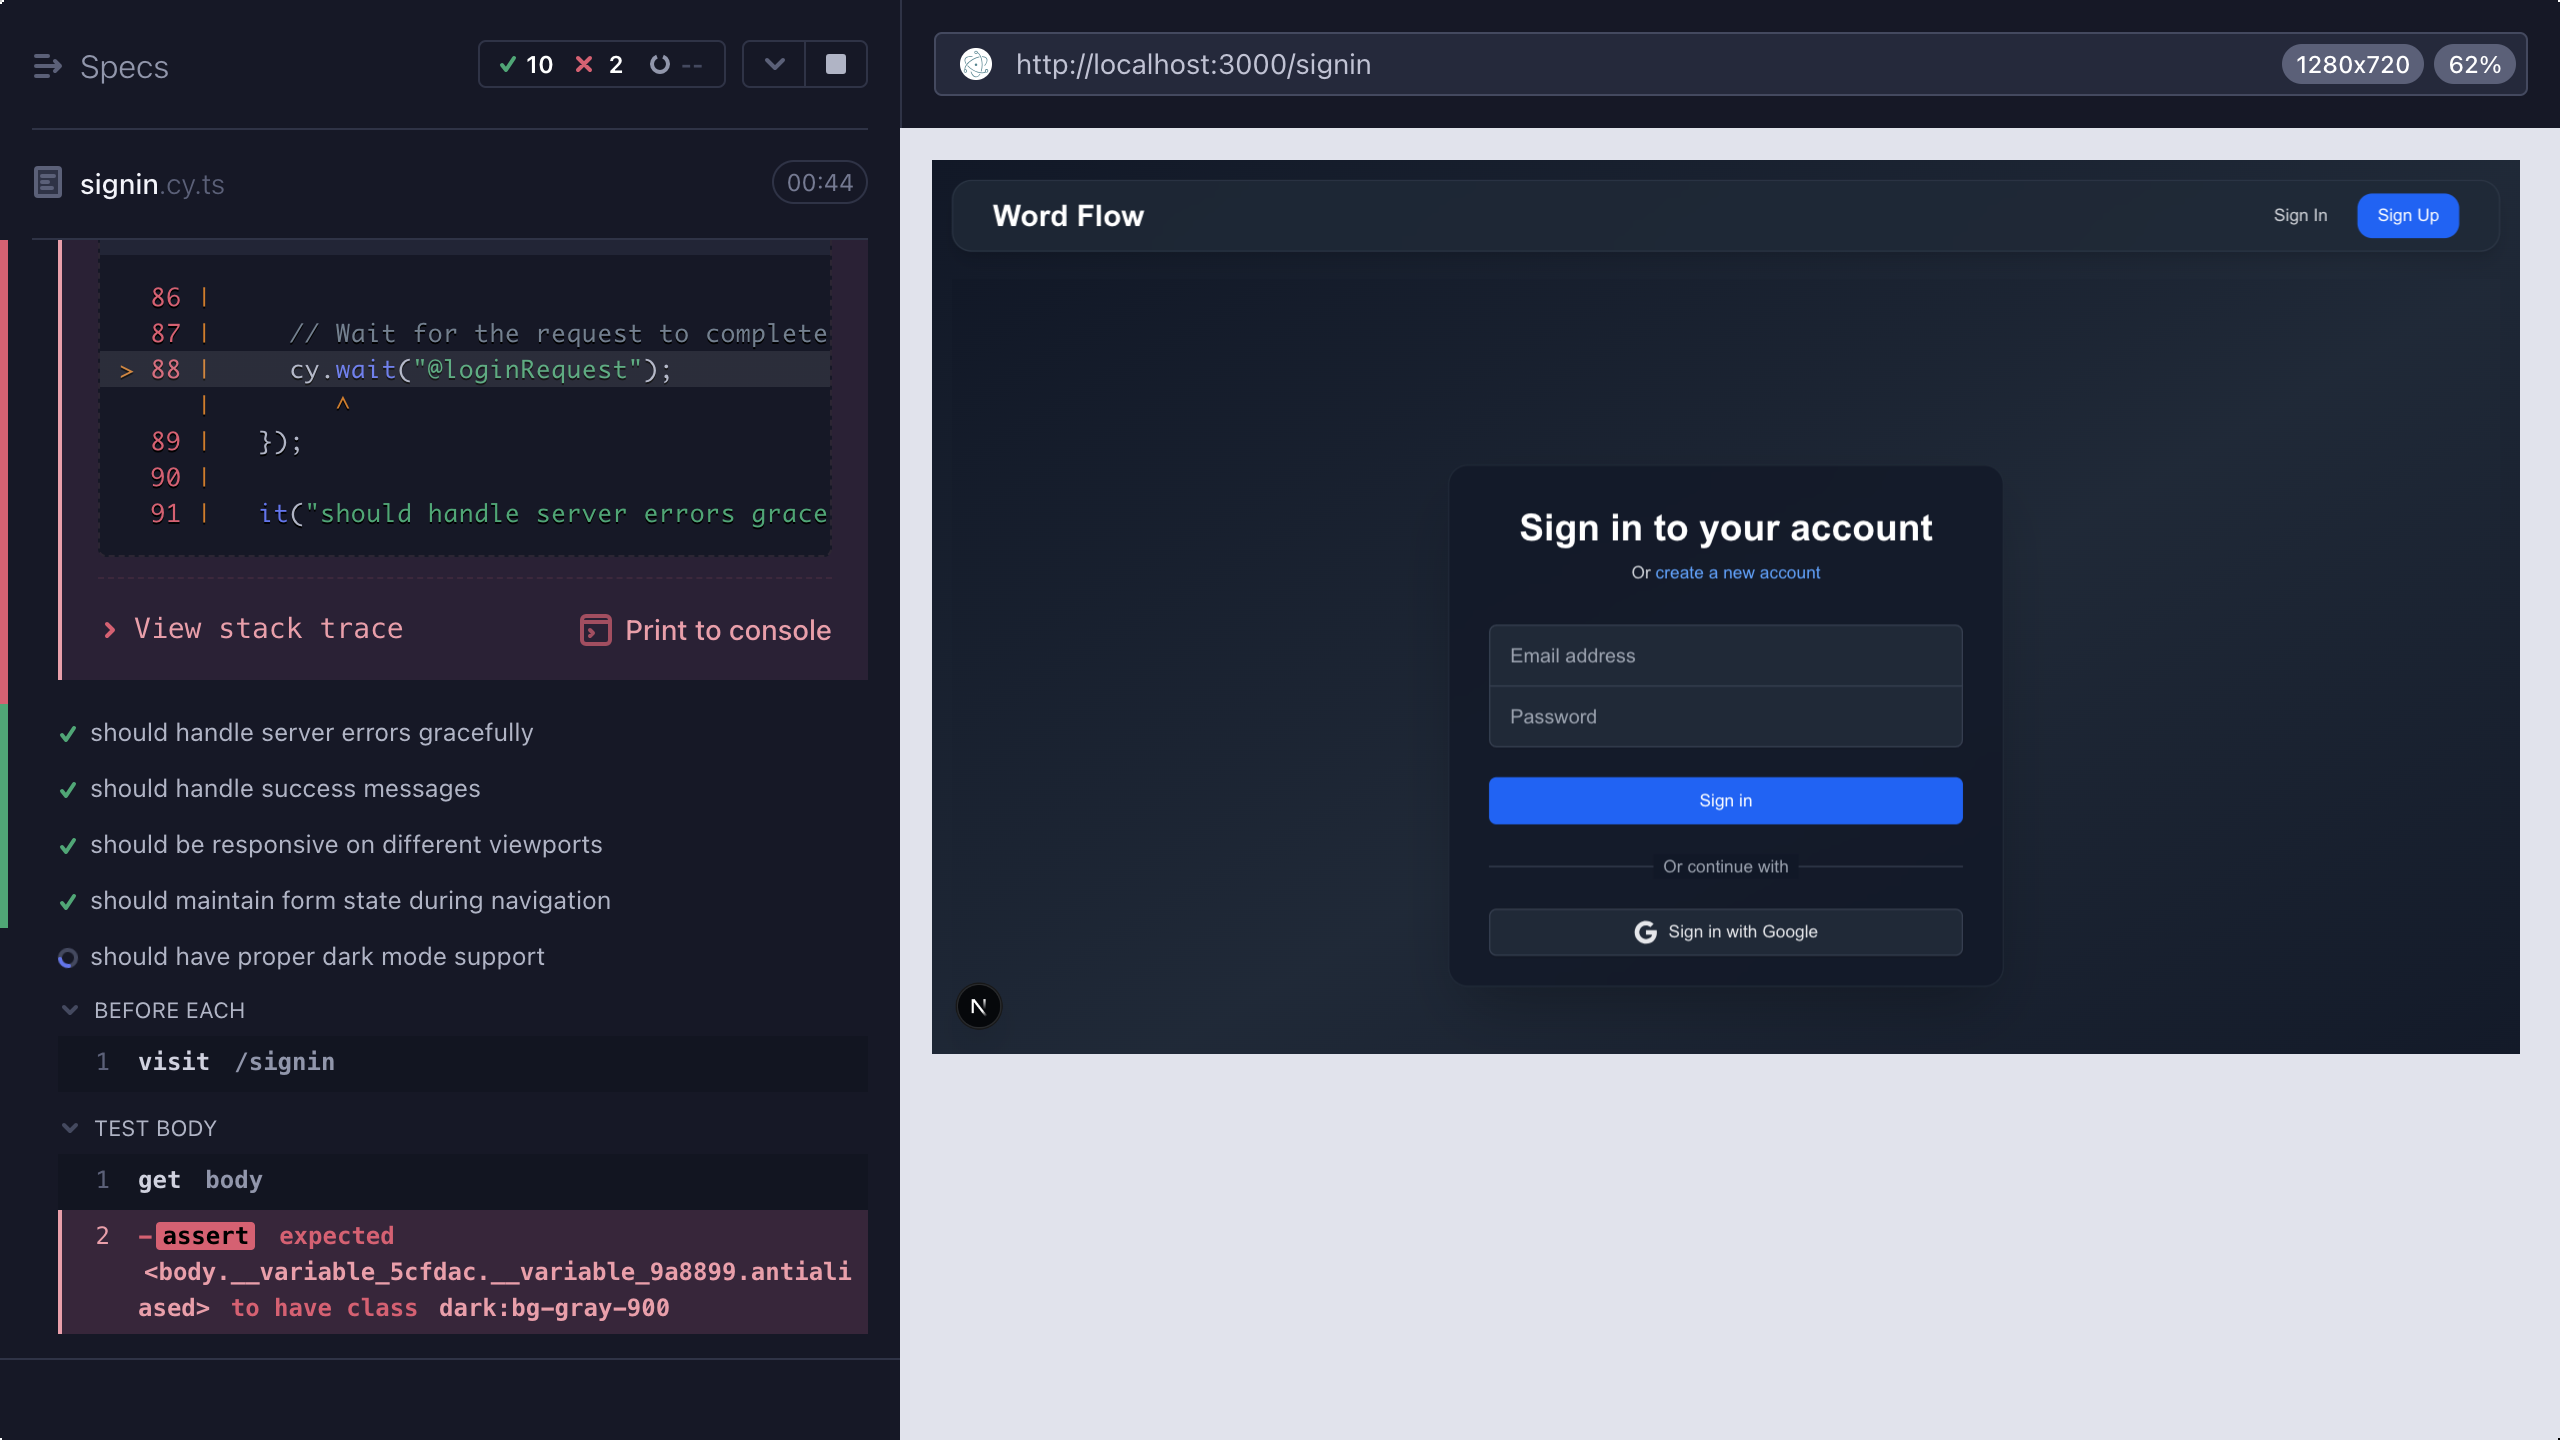 Specs
10 2 --
signin.cy.ts
00:44
86 |
87 | // Wait for the request to complete
> 88 | cy.wait("@loginRequest");
| ^
89 | });
90 |
91 | it("should handle server errors grace
View stack trace
Print to console
should handle server errors gracefully
should handle success messages
should be responsive on different viewports
should maintain form state during navigation
should have proper dark mode support
BEFORE EACH
1 visit /signin
TEST BODY
1 get body
2 -assert expected
<body.__variable_5cfdac.__variable_9a8899.antiali
ased> to have class dark:bg-gray-900
http://localhost:3000/signin
1280x720 62%
Word Flow
Sign In
Sign Up
Sign in to your account
Or create a new account
Email address
Password
Sign in
Or continue with
G Sign in with Google
N